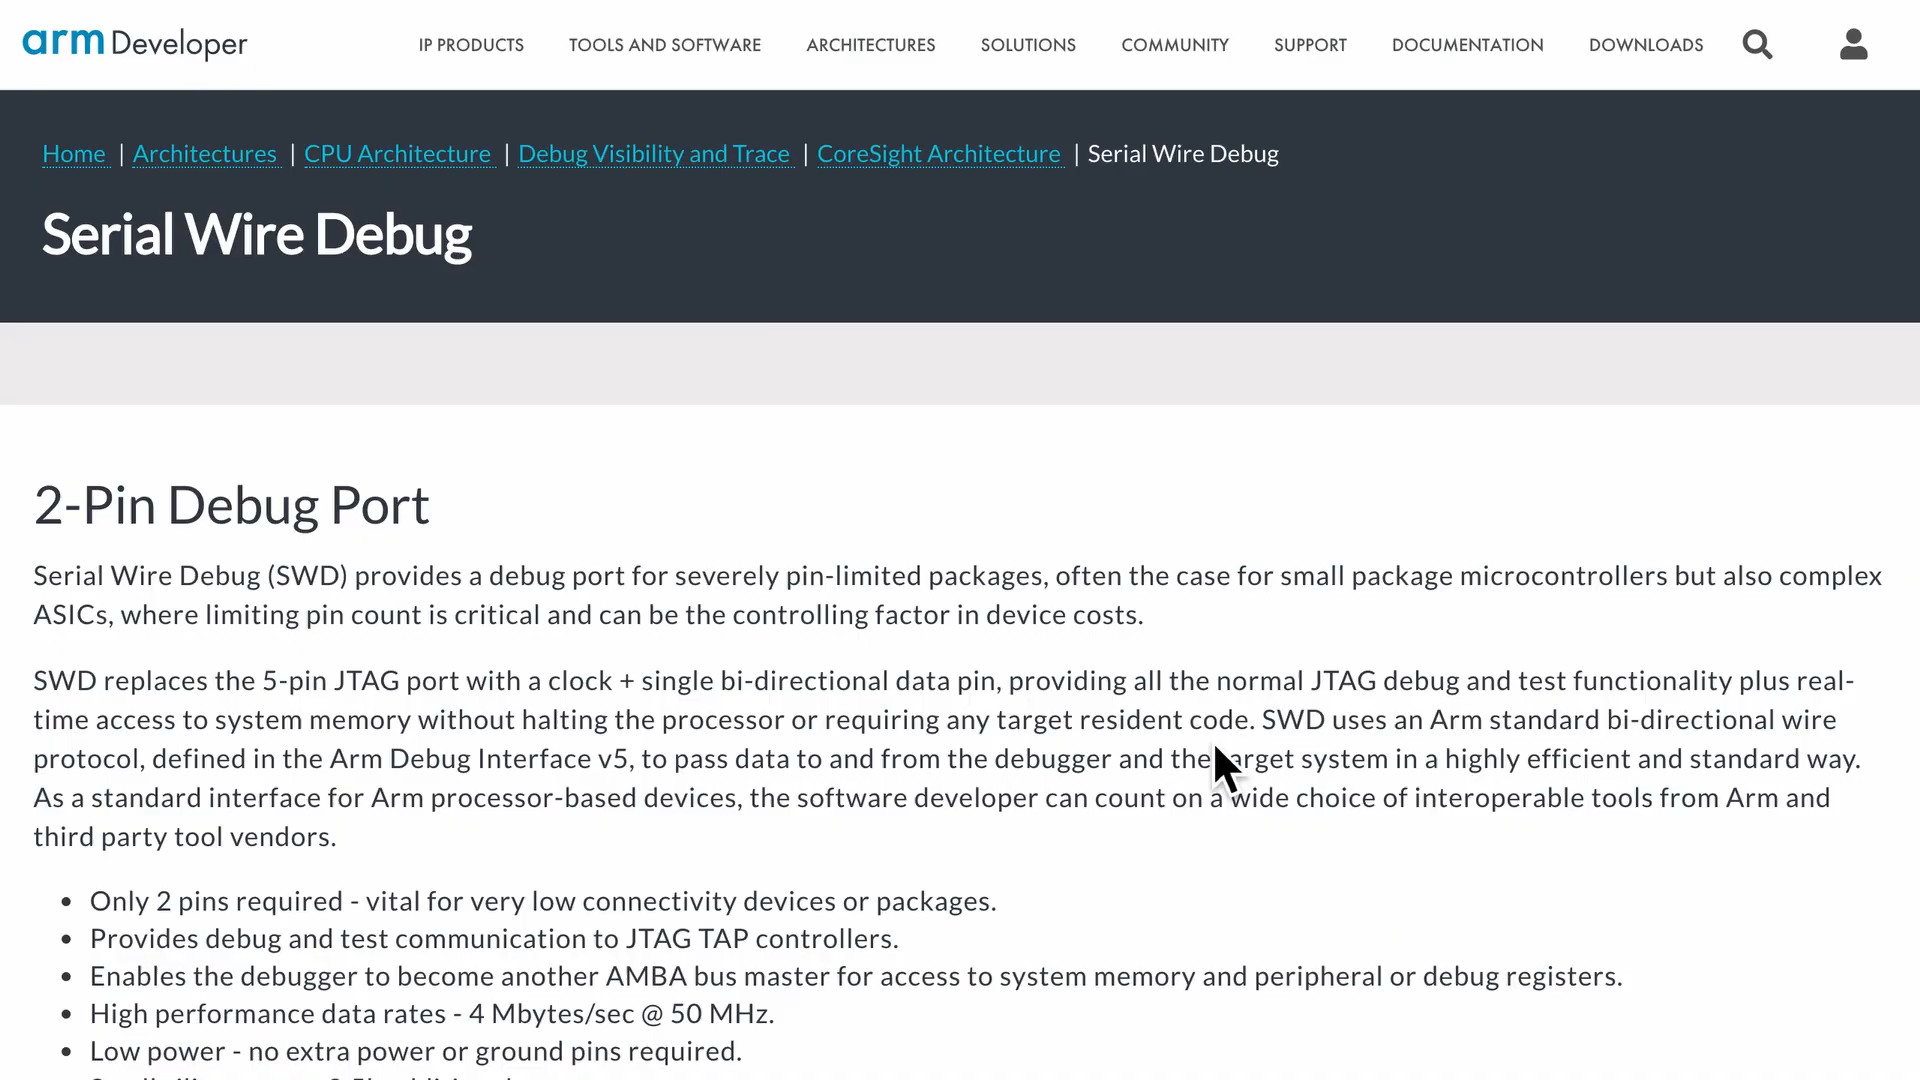 arm Developer
IP PRODUCTS TOOLS AND SOFTWARE ARCHITECTURES SOLUTIONS COMMUNITY SUPPORT DOCUMENTATION DOWNLOADS
Home | Architectures | CPU Architecture | Debug Visibility and Trace | CoreSight Architecture | Serial Wire Debug
Serial Wire Debug
2-Pin Debug Port
Serial Wire Debug (SWD) provides a debug port for severely pin-limited packages, often the case for small package microcontrollers but also complex
ASICs, where limiting pin count is critical and can be the controlling factor in device costs.
SWD replaces the 5-pin JTAG port with a clock + single bi-directional data pin, providing all the normal JTAG debug and test functionality plus real-
time access to system memory without halting the processor or requiring any target resident code. SWD uses an Arm standard bi-directional wire
protocol, defined in the Arm Debug Interface v5, to pass data to and from the debugger and the target system in a highly efficient and standard way.
As a standard interface for Arm processor-based devices, the software developer can count on a wide choice of interoperable tools from Arm and
third party tool vendors.
• Only 2 pins required - vital for very low connectivity devices or packages.
• Provides debug and test communication to JTAG TAP controllers.
• Enables the debugger to become another AMBA bus master for access to system memory and peripheral or debug registers.
• High performance data rates - 4 Mbytes/sec @ 50 MHz.
• Low power - no extra power or ground pins required.